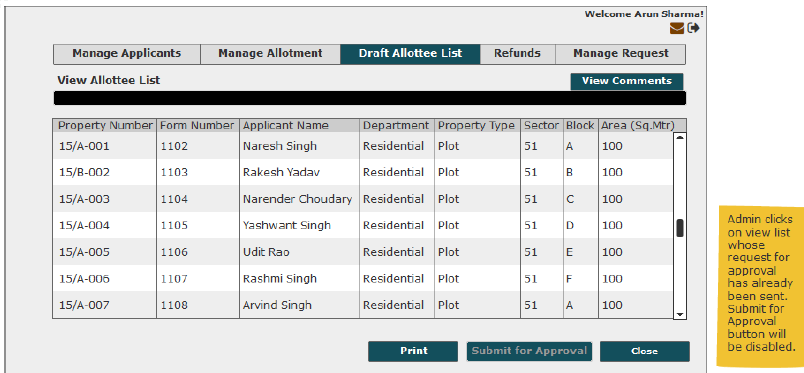 Welcome Arun Sharma!
Manage Applicants Manage Allotment Draft Allottee List Refunds Manage Request
View Allottee List View Comments
Property Number Form Number Applicant Name Department Property Type Sector Block Area (Sq.Mtr)
15/A-001 1102 Naresh Singh Residential Plot 51 A 100
15/B-002 1103 Rakesh Yadav Residential Plot 51 B 100
15/A-003 1104 Narender Choudary Residential Plot 51 C 100
15/A-004 1105 Yashwant Singh Residential Plot 51 D 100
15/A-005 1106 Udit Rao Residential Plot 51 E 100
15/A-006 1107 Rashmi Singh Residential Plot 51 F 100
15/A-007 1108 Arvind Singh Residential Plot 51 A 100
Print Submit for Approval Close
Admin clicks
on view list
whose
request for
approval
has already
been sent.
Submit for
Approval
button will
be disabled.